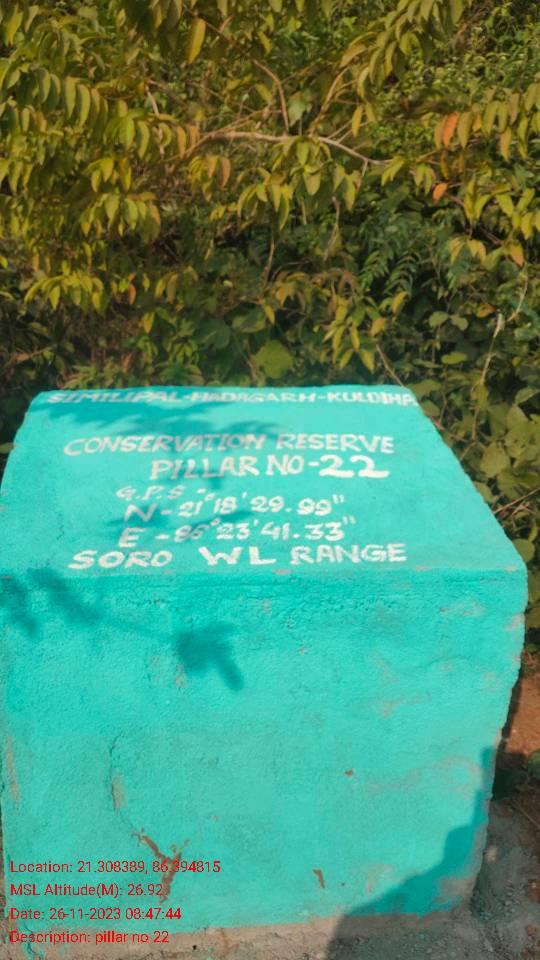 SIMILIPAL-HADAGARH-KULDIHA
CONSERVATION RESERVE
PILLAR NO-22
G.P.S -
N-21°18'29.99"
E-86°23'41.33"
SORO WL RANGE
Location: 21.308389, 86.394815
MSL Altitude(M): 26.92
Date: 26-11-2023 08:47:44
Description: pillar no 22